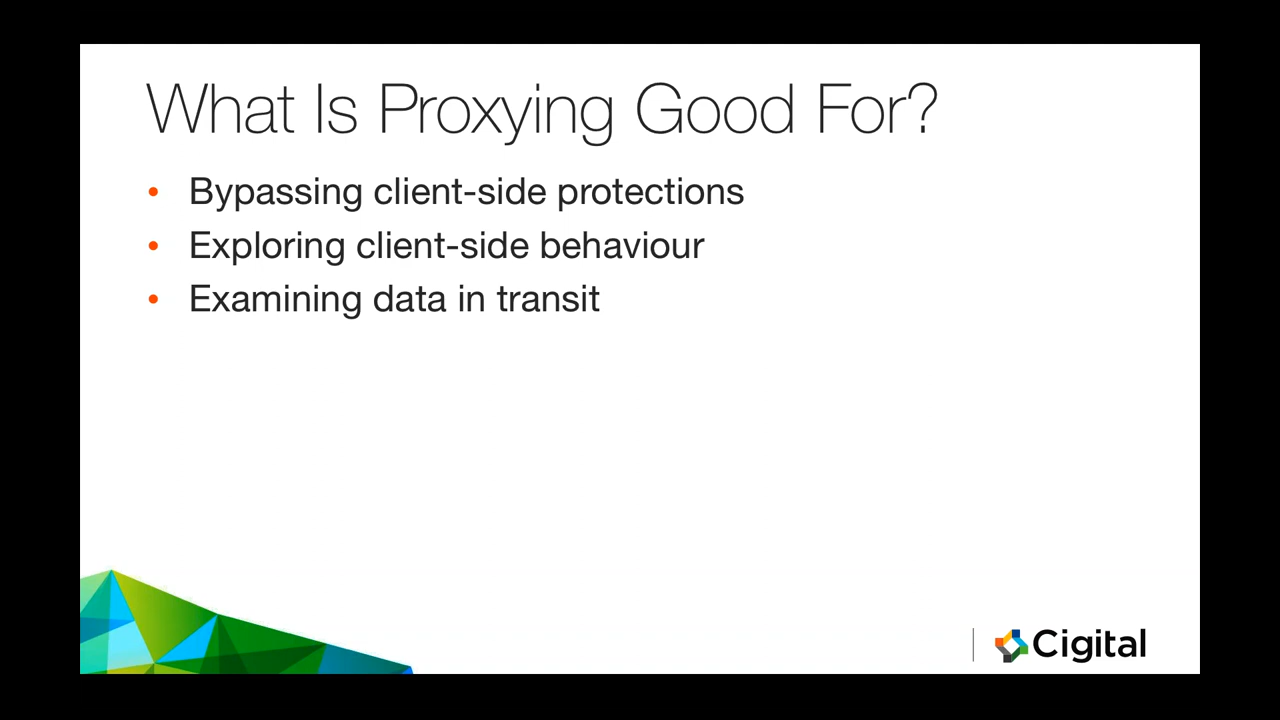 What Is Proxying Good For?
• Bypassing client-side protections
• Exploring client-side behaviour
• Examining data in transit
Cigital